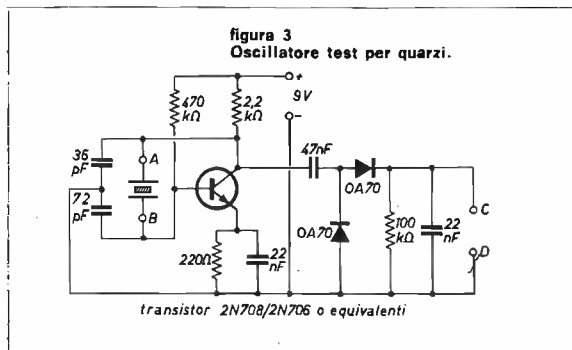 figura 3
Oscillatore test per quarzi.
+
9V
-
470
kΩ
2,2
kΩ
47nF
36
pF
A
72
pF
B
OA70
OA70
100
kΩ
22
nF
C
D
220Ω
22
nF
transistor 2N708/2N706 o equivalenti